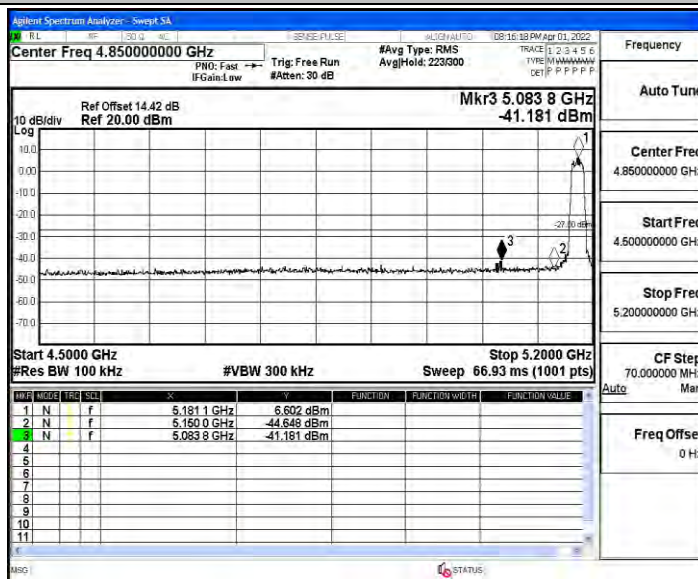 Agilent Spectrum Analyzer - Swept SA
RL RF 50 Ω AC SENSE:PULSE ALIGN AUTO 08:16:18 PM Apr 01, 2022
Center Freq 4.850000000 GHz
PNO: Fast Trig: Free Run
IFGain:Low #Atten: 30 dB
#Avg Type: RMS
Avg|Hold: 223/300
TRACE 1 2 3 4 5 6
TYPE M
DET P P P P P P
Ref Offset 14.42 dB
10 dB/div Ref 20.00 dBm
Log
Mkr3 5.083 8 GHz
-41.181 dBm
10.0
0.00
-10.0
-20.0
-27.00 dBm
-30.0
-40.0
-50.0
-60.0
-70.0
1
3
2
Start 4.5000 GHz Stop 5.2000 GHz
#Res BW 100 kHz #VBW 300 kHz Sweep 66.93 ms (1001 pts)
MKR MODE TRC SCL X Y FUNCTION FUNCTION WIDTH FUNCTION VALUE
1 N f 5.181 1 GHz 6.602 dBm
2 N f 5.150 0 GHz -44.648 dBm
3 N f 5.083 8 GHz -41.181 dBm
4
5
6
7
8
9
10
11
MSG STATUS
Frequency
Auto Tune
Center Freq
4.850000000 GHz
Start Freq
4.500000000 GHz
Stop Freq
5.200000000 GHz
CF Step
70.000000 MHz
Auto Man
Freq Offset
0 Hz